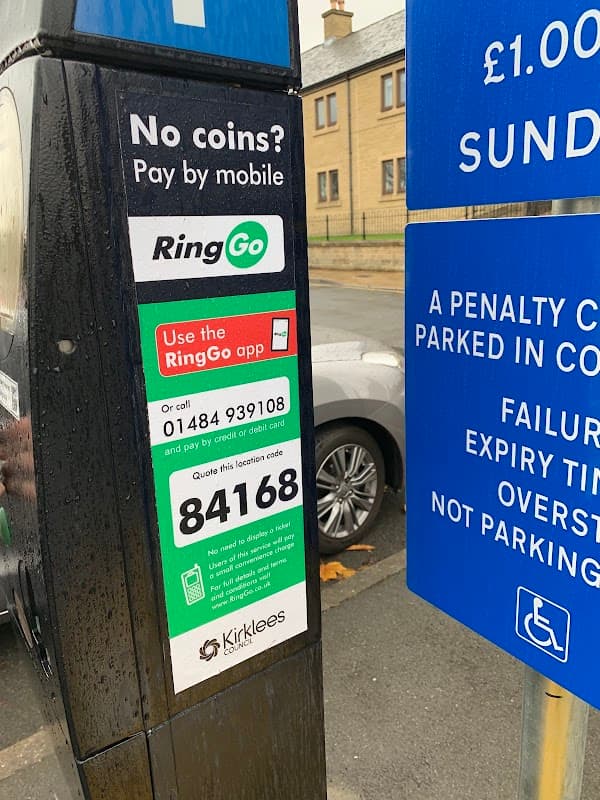 No coins?
Pay by mobile
RingGo
Use the
RingGo app
Or call
01484 939108
and pay by credit or debit card
Quote this location code
84168
No need to display a ticket
Users of this service will pay
a small convenience charge
For full details and terms
and conditions visit
www.RingGo.co.uk
Kirklees
COUNCIL
£1.00
SUND
A PENALTY C
PARKED IN CO
FAILUR
EXPIRY TI
OVERST
NOT PARKING